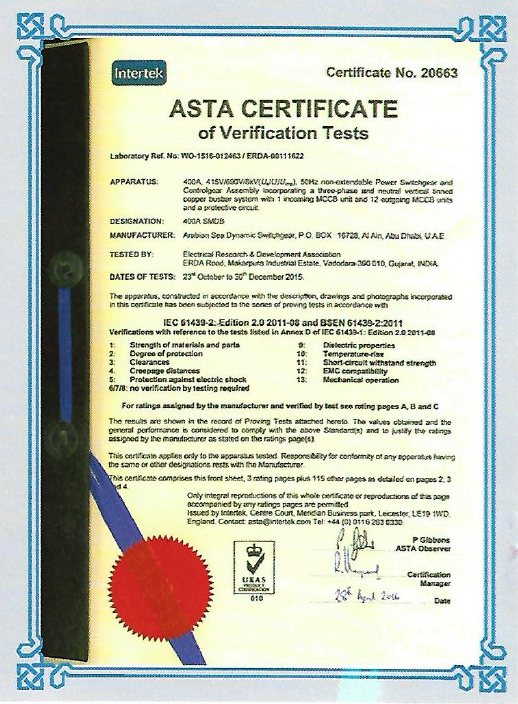 Intertek
Certificate No. 20663
ASTA CERTIFICATE
of Verification Tests
Laboratory Ref. No: WO-1516-012463 / ERDA-00111622
APPARATUS: 400A, 415V/690V/8kV(Ue/Ui/Uimp), 50Hz non-extendable Power Switchgear and
Controlgear Assembly incorporating a three-phase and neutral vertical tinned
copper busbar system with 1 incoming MCCB unit and 12 outgoing MCCB units
and a protective circuit.
DESIGNATION: 400A SMDB
MANUFACTURER: Arabian Sea Dynamic Switchgear, P.O. BOX 16728, Al Ain, Abu Dhabi, U.A.E
TESTED BY: Electrical Research & Development Association
ERDA Road, Makarpura Industrial Estate, Vadodara-390 010, Gujarat, INDIA.
DATES OF TESTS: 23rd October to 30th December 2015.
The apparatus, constructed in accordance with the description, drawings and photographs incorporated
in this certificate has been subjected to the series of proving tests in accordance with
IEC 61439-2: Edition 2.0 2011-08 and BSEN 61439-2:2011
Verifications with reference to the tests listed in Annex D of IEC 61439-1: Edition 2.0 2011-08
1: Strength of materials and parts 9: Dielectric properties
2: Degree of protection 10: Temperature-rise
3: Clearances 11: Short-circuit withstand strength
4: Creepage distances 12: EMC compatibility
5: Protection against electric shock 13: Mechanical operation
6/7/8: no verification by testing required
For ratings assigned by the manufacturer and verified by test see rating pages A, B and C
The results are shown in the record of Proving Tests attached hereto. The values obtained and the
general performance is considered to comply with the above Standard(s) and to justify the ratings
assigned by the manufacturer as stated on the ratings page(s).
This certificate applies only to the apparatus tested. Responsibility for conformity of any apparatus having
the same or other designations rests with the Manufacturer.
This certificate comprises this front sheet, 3 rating pages plus 115 other pages as detailed on pages 2, 3
and 4.
Only integral reproductions of this whole certificate or reproductions of this page
accompanied by any ratings pages are permitted.
Issued by Intertek, Centre Court, Meridian Business park, Leicester, LE19 1WD,
England. Contact: asta@intertek.com Tel: +44 (0) 0116 263 0330.
P Gibbons
ASTA Observer
UKAS
PRODUCT
CERTIFICATION
010
Certification
Manager
28th April 2016
Date